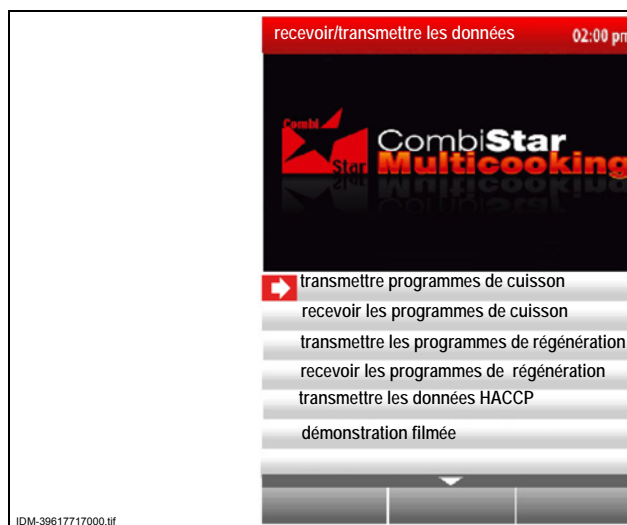 recevoir/transmettre les données 02:00 pm
Combi
Star
CombiStar
Multicooking
transmettre programmes de cuisson
recevoir les programmes de cuisson
transmettre les programmes de régénération
recevoir les programmes de régénération
transmettre les données HACCP
démonstration filmée
IDM-39617717000.tif